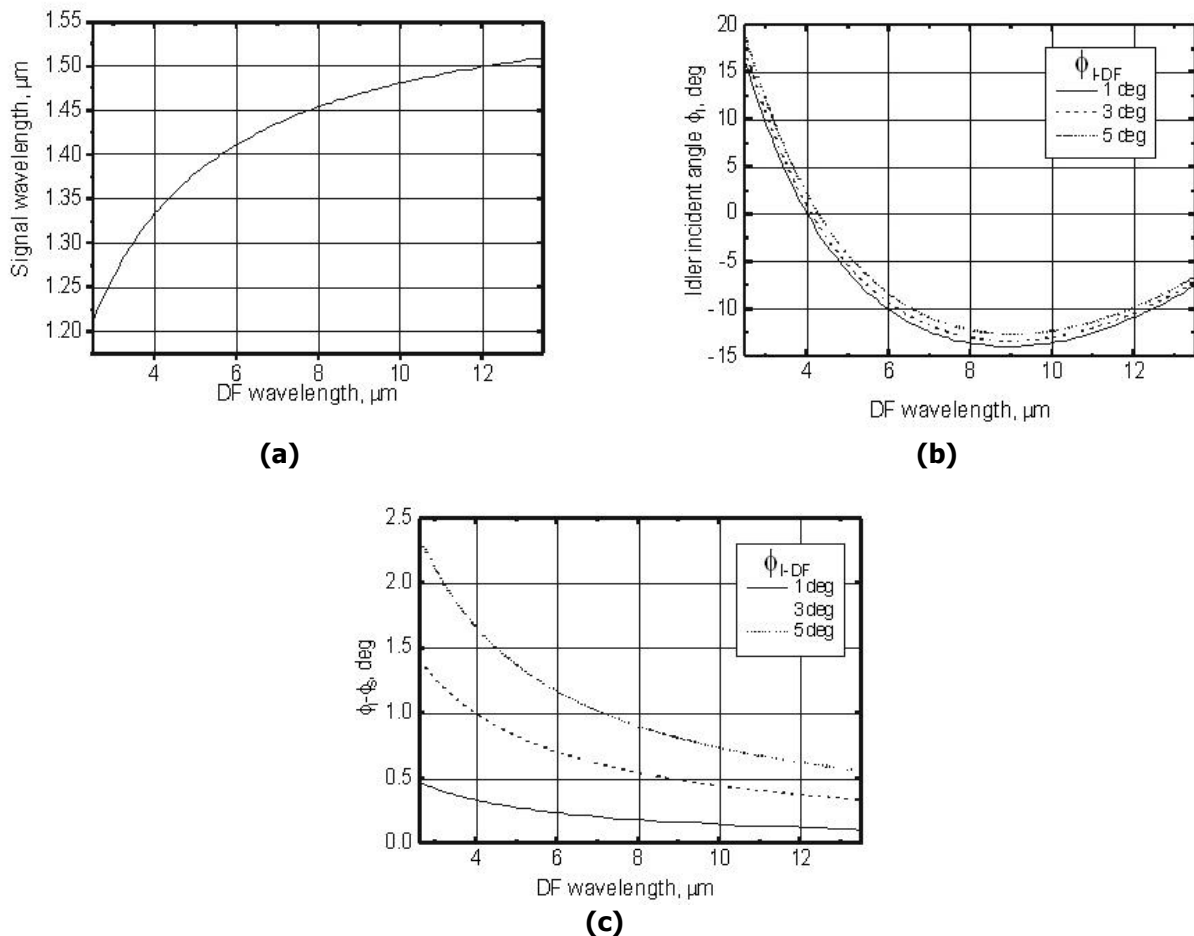 1.55
1.50
1.45
1.40
1.35
1.30
1.25
1.20
Signal wavelength, µm
4 6 8 10 12
DF wavelength, µm
(a)
20
15
10
5
0
-5
-10
-15
Idler incident angle ϕI, deg
ϕI-DF
1 deg
3 deg
5 deg
4 6 8 10 12
DF wavelength, µm
(b)
2.5
2.0
1.5
1.0
0.5
0.0
ϕI-ϕS, deg
ϕI-DF
1 deg
3 deg
5 deg
4 6 8 10 12
DF wavelength, µm
(c)